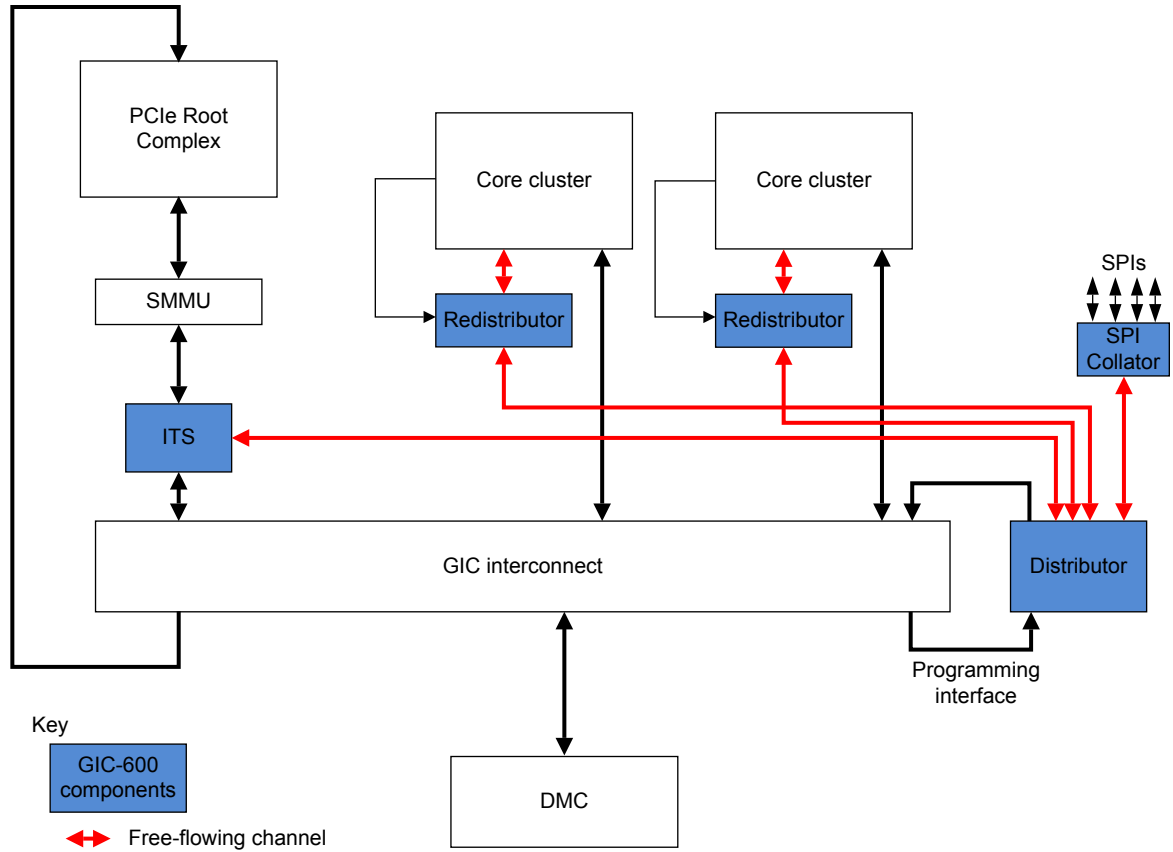 PCIe Root
Complex
Core cluster
Core cluster
SPIs
SMMU
Redistributor
Redistributor
SPI
Collator
ITS
GIC interconnect
Distributor
Programming
interface
Key
GIC-600
components
DMC
Free-flowing channel